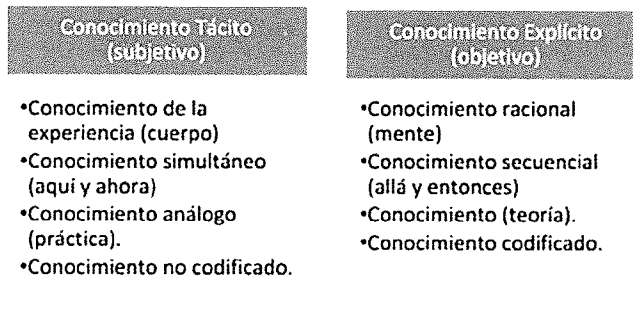 Conocimiento Tácito
(subjetivo)
•Conocimiento de la
experiencia (cuerpo)
•Conocimiento simultáneo
(aquí y ahora)
•Conocimiento análogo
(práctica).
•Conocimiento no codificado.
Conocimiento Explícito
(objetivo)
•Conocimiento racional
(mente)
•Conocimiento secuencial
(allá y entonces)
•Conocimiento (teoría).
•Conocimiento codificado.